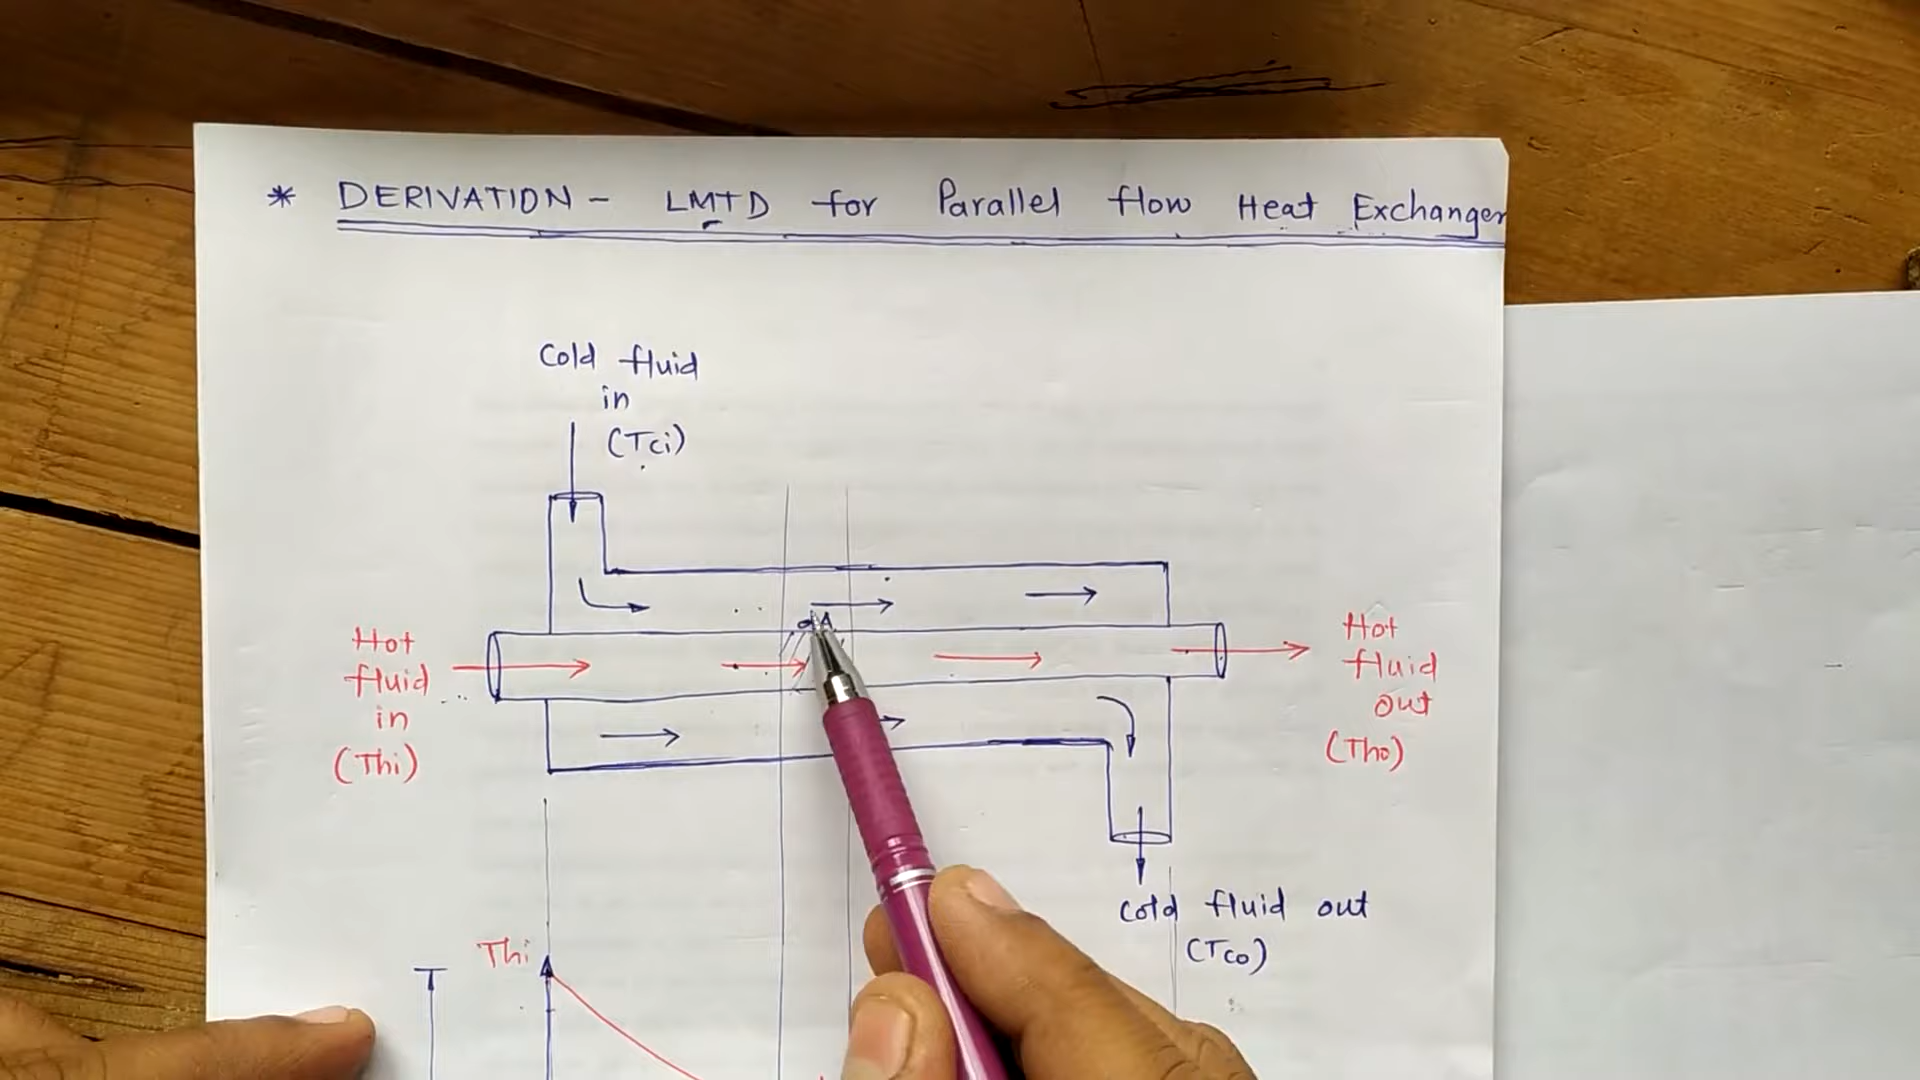 * DERIVATION - LMTD for Parallel flow Heat Exchanger
Cold fluid
in
(Tci)
dA
Hot
fluid
in
(Thi)
Hot
fluid
out
(Tho)
Cold fluid out
(Tco)
Thi